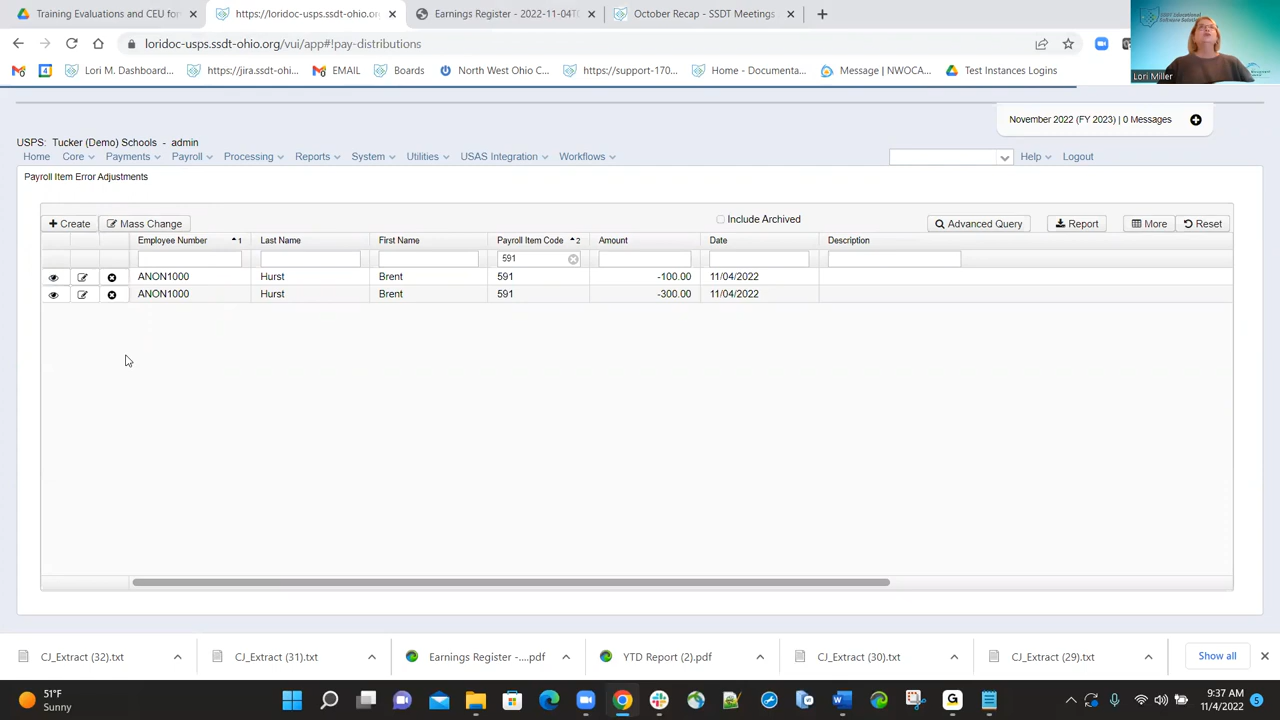 Training Evaluations and CEU for
https://loridoc-usps.ssdt-ohio.org
Earnings Register - 2022-11-04T
October Recap - SSDT Meetings
loridoc-usps.ssdt-ohio.org/vui/app#!pay-distributions
Lori M. Dashboard...
https://jira.ssdt-ohi...
EMAIL
Boards
North West Ohio C...
https://support-170...
Home - Documenta...
Message | NWOCA...
Test Instances Logins
Lori Miller
November 2022 (FY 2023) | 0 Messages
USPS: Tucker (Demo) Schools - admin
Home Core Payments Payroll Processing Reports System Utilities USAS Integration Workflows Help Logout
Payroll Item Error Adjustments
Create Mass Change Include Archived Advanced Query Report More Reset
Employee Number 1 Last Name First Name Payroll Item Code 2 Amount Date Description
591
ANON1000 Hurst Brent 591 -100.00 11/04/2022
ANON1000 Hurst Brent 591 -300.00 11/04/2022
CJ_Extract (32).txt
CJ_Extract (31).txt
Earnings Register -....pdf
YTD Report (2).pdf
CJ_Extract (30).txt
CJ_Extract (29).txt
Show all
51°F
Sunny
9:37 AM
11/4/2022
5